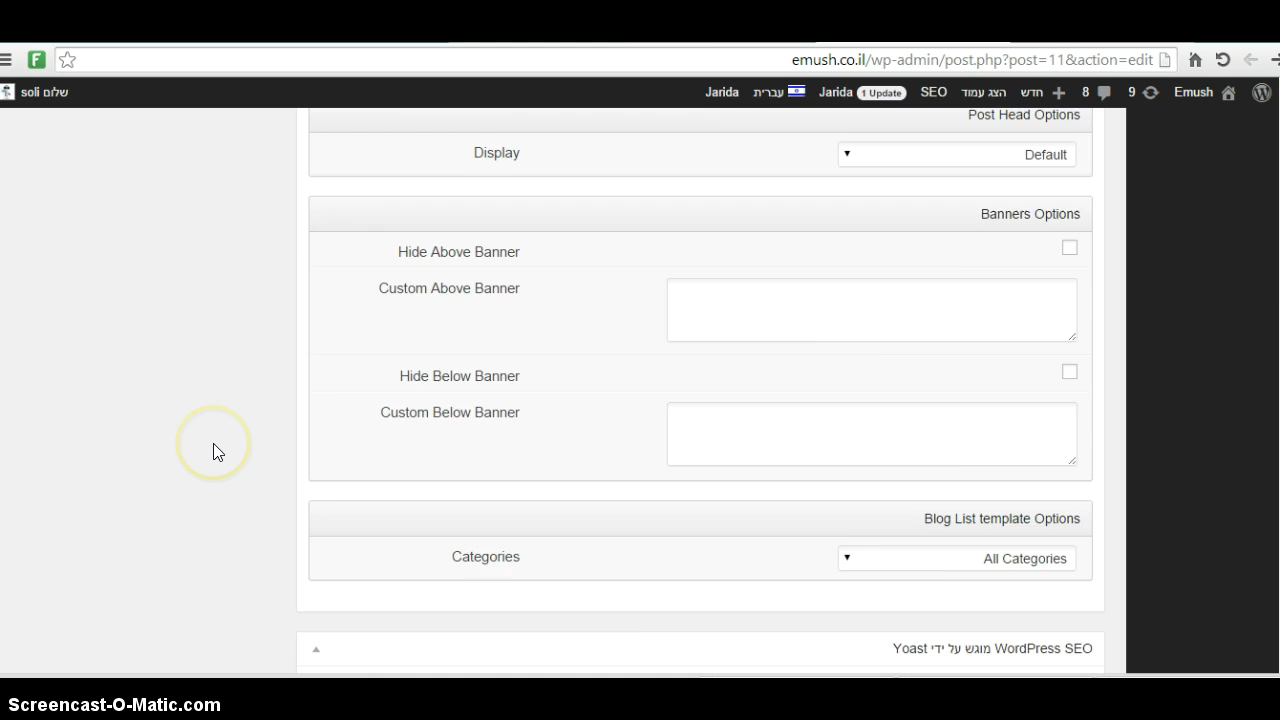 emush.co.il/wp-admin/post.php?post=11&action=edit
Emush 9 8 חדש הצג עמוד SEO Jarida 1 Update עברית Jarida שלום soli
Post Head Options
Display Default
Banners Options
Hide Above Banner
Custom Above Banner
Hide Below Banner
Custom Below Banner
Blog List template Options
Categories All Categories
WordPress SEO מוגש על ידי Yoast
Screencast-O-Matic.com